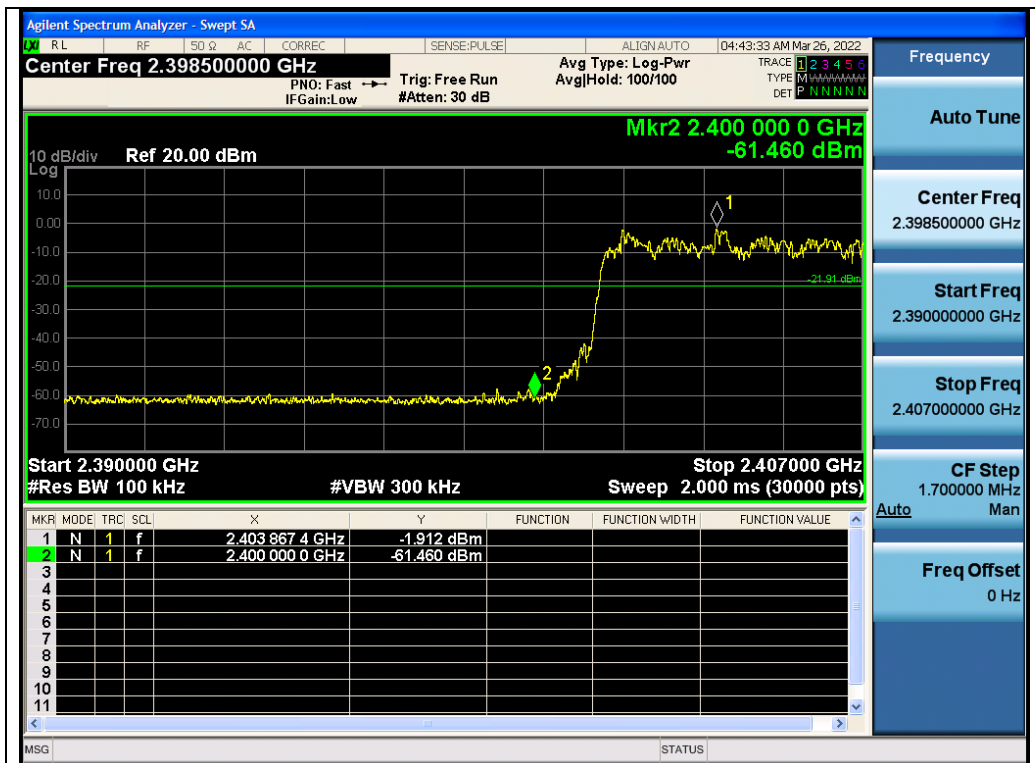 Agilent Spectrum Analyzer - Swept SA
LXI RL RF 50 Ω AC CORREC SENSE:PULSE ALIGN AUTO 04:43:33 AM Mar 26, 2022
Center Freq 2.398500000 GHz
PNO: Fast
IFGain:Low
Trig: Free Run
#Atten: 30 dB
Avg Type: Log-Pwr
Avg|Hold: 100/100
TRACE 1 2 3 4 5 6
TYPE M WWWWW
DET P N N N N N
Mkr2 2.400 000 0 GHz
-61.460 dBm
10 dB/div Ref 20.00 dBm
Log
10.0
0.00
-10.0
-20.0
-30.0
-40.0
-50.0
-60.0
-70.0
1
-21.91 dBm
2
Start 2.390000 GHz Stop 2.407000 GHz
#Res BW 100 kHz #VBW 300 kHz Sweep 2.000 ms (30000 pts)
MKR MODE TRC SCL X Y FUNCTION FUNCTION WIDTH FUNCTION VALUE
1 N 1 f 2.403 867 4 GHz -1.912 dBm
2 N 1 f 2.400 000 0 GHz -61.460 dBm
3
4
5
6
7
8
9
10
11
MSG STATUS
Frequency
Auto Tune
Center Freq
2.398500000 GHz
Start Freq
2.390000000 GHz
Stop Freq
2.407000000 GHz
CF Step
1.700000 MHz
Auto Man
Freq Offset
0 Hz